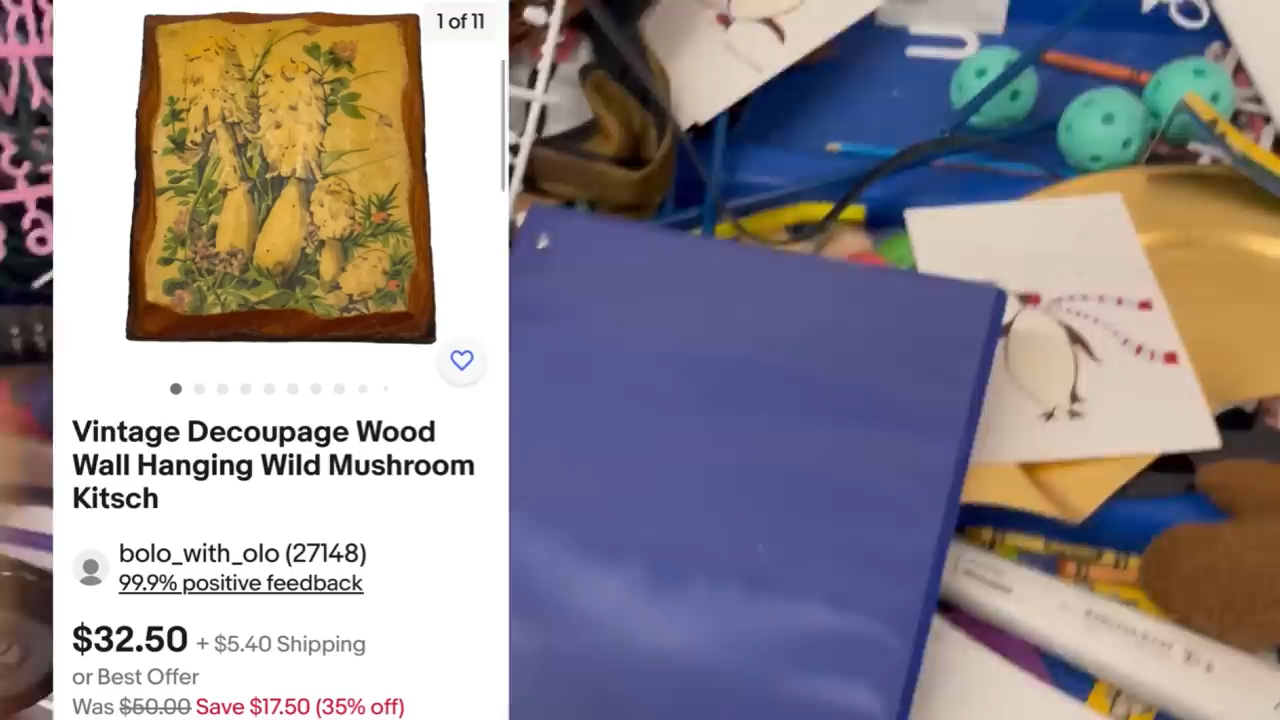 1 of 11
Vintage Decoupage Wood
Wall Hanging Wild Mushroom
Kitsch
bolo_with_olo (27148)
99.9% positive feedback
$32.50 + $5.40 Shipping
or Best Offer
Was $50.00 Save $17.50 (35% off)